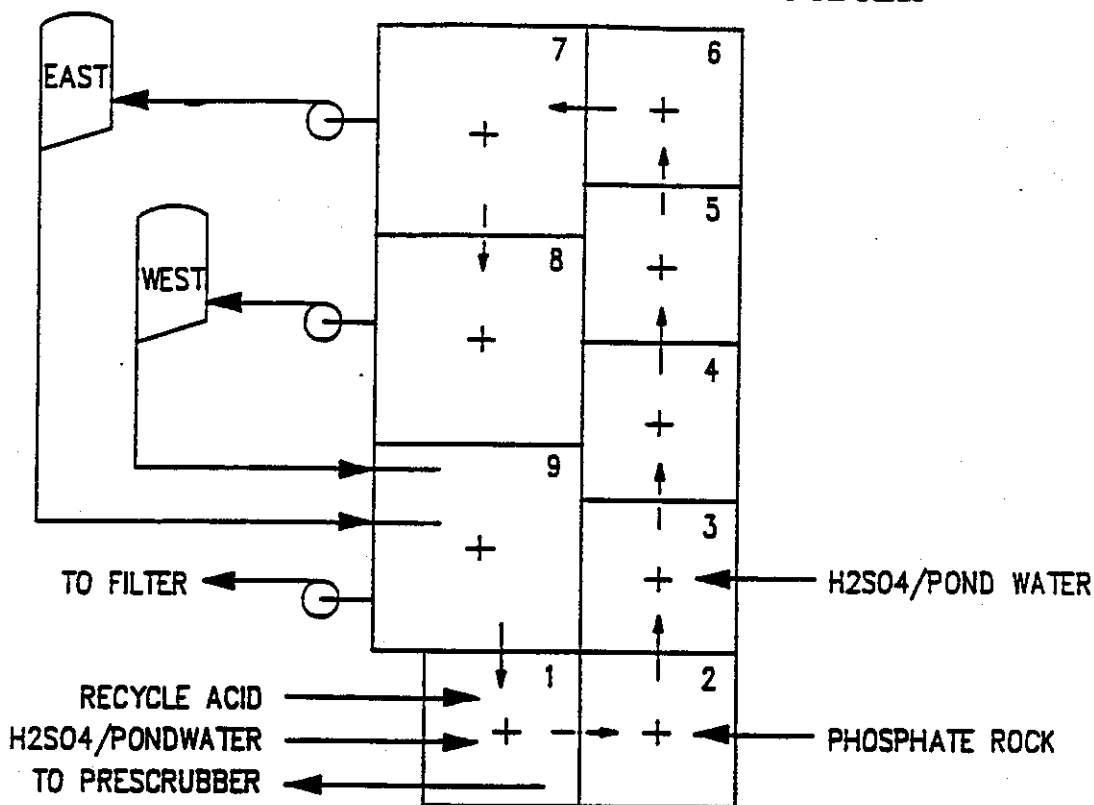 EAST
7
6
5
WEST
8
4
9
3
TO FILTER
H2SO4/POND WATER
1
2
RECYCLE ACID
H2SO4/PONDWATER
PHOSPHATE ROCK
TO PRESCRUBBER